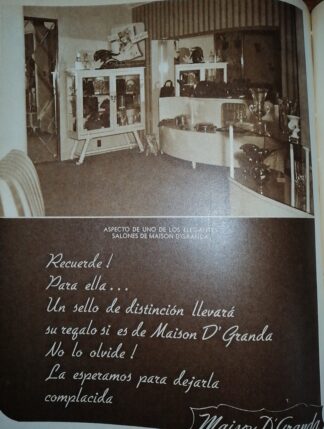 ASPECTO DE UNO DE LOS ELEGANTES
SALONES DE MAISON D'GRANDA
Recuerde!
Para ella...
Un sello de distinción llevará
su regalo si es de Maison D' Granda
No lo olvide!
La esperamos para dejarla
complacida
Maison D'Granda